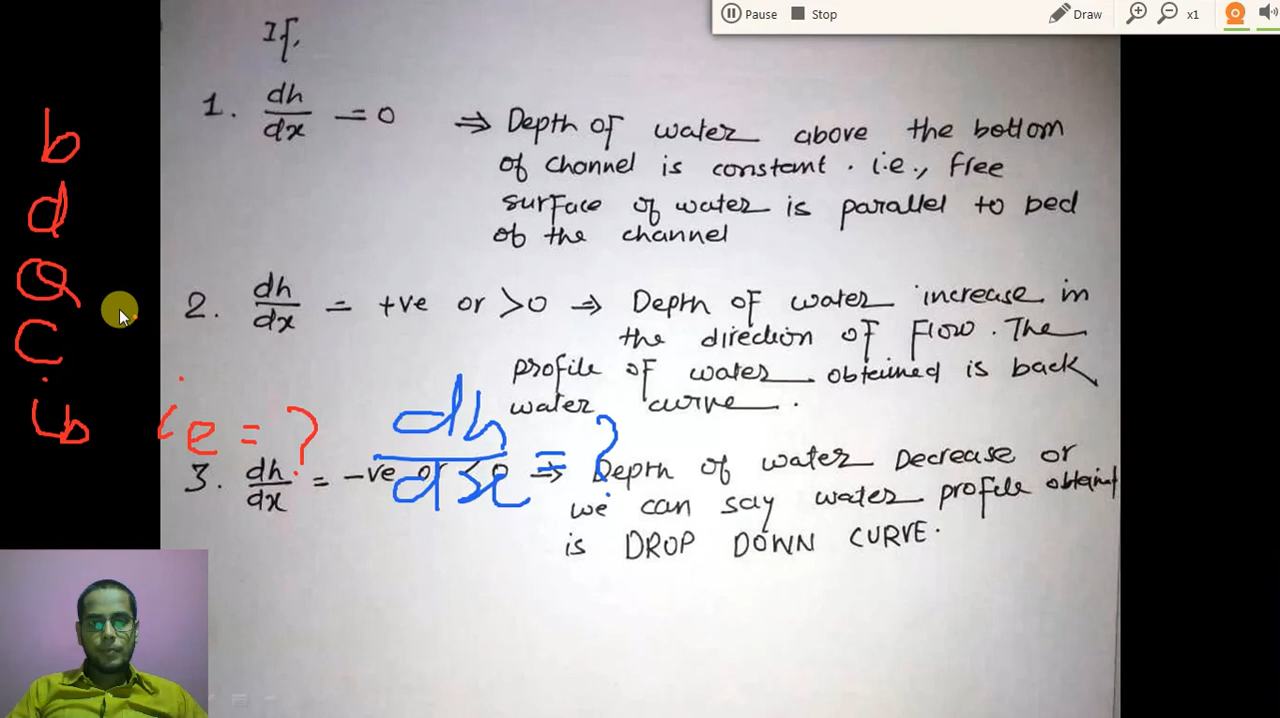 Pause Stop Draw x1
If,
1. dh/dx = 0 ⇒ Depth of water above the bottom
of channel is constant. i.e., free
surface of water is parallel to bed
of the channel
2. dh/dx = +ve or >0 ⇒ Depth of water increase in
the direction of flow. The
profile of water obtained is back
water curve.
3. dh/dx = -ve or < 0 ⇒ Depth of water Decrease or
we can say water profile
is DROP DOWN CURVE.
b
d
Q
C
ib
ie = ?
dh/dx = ?